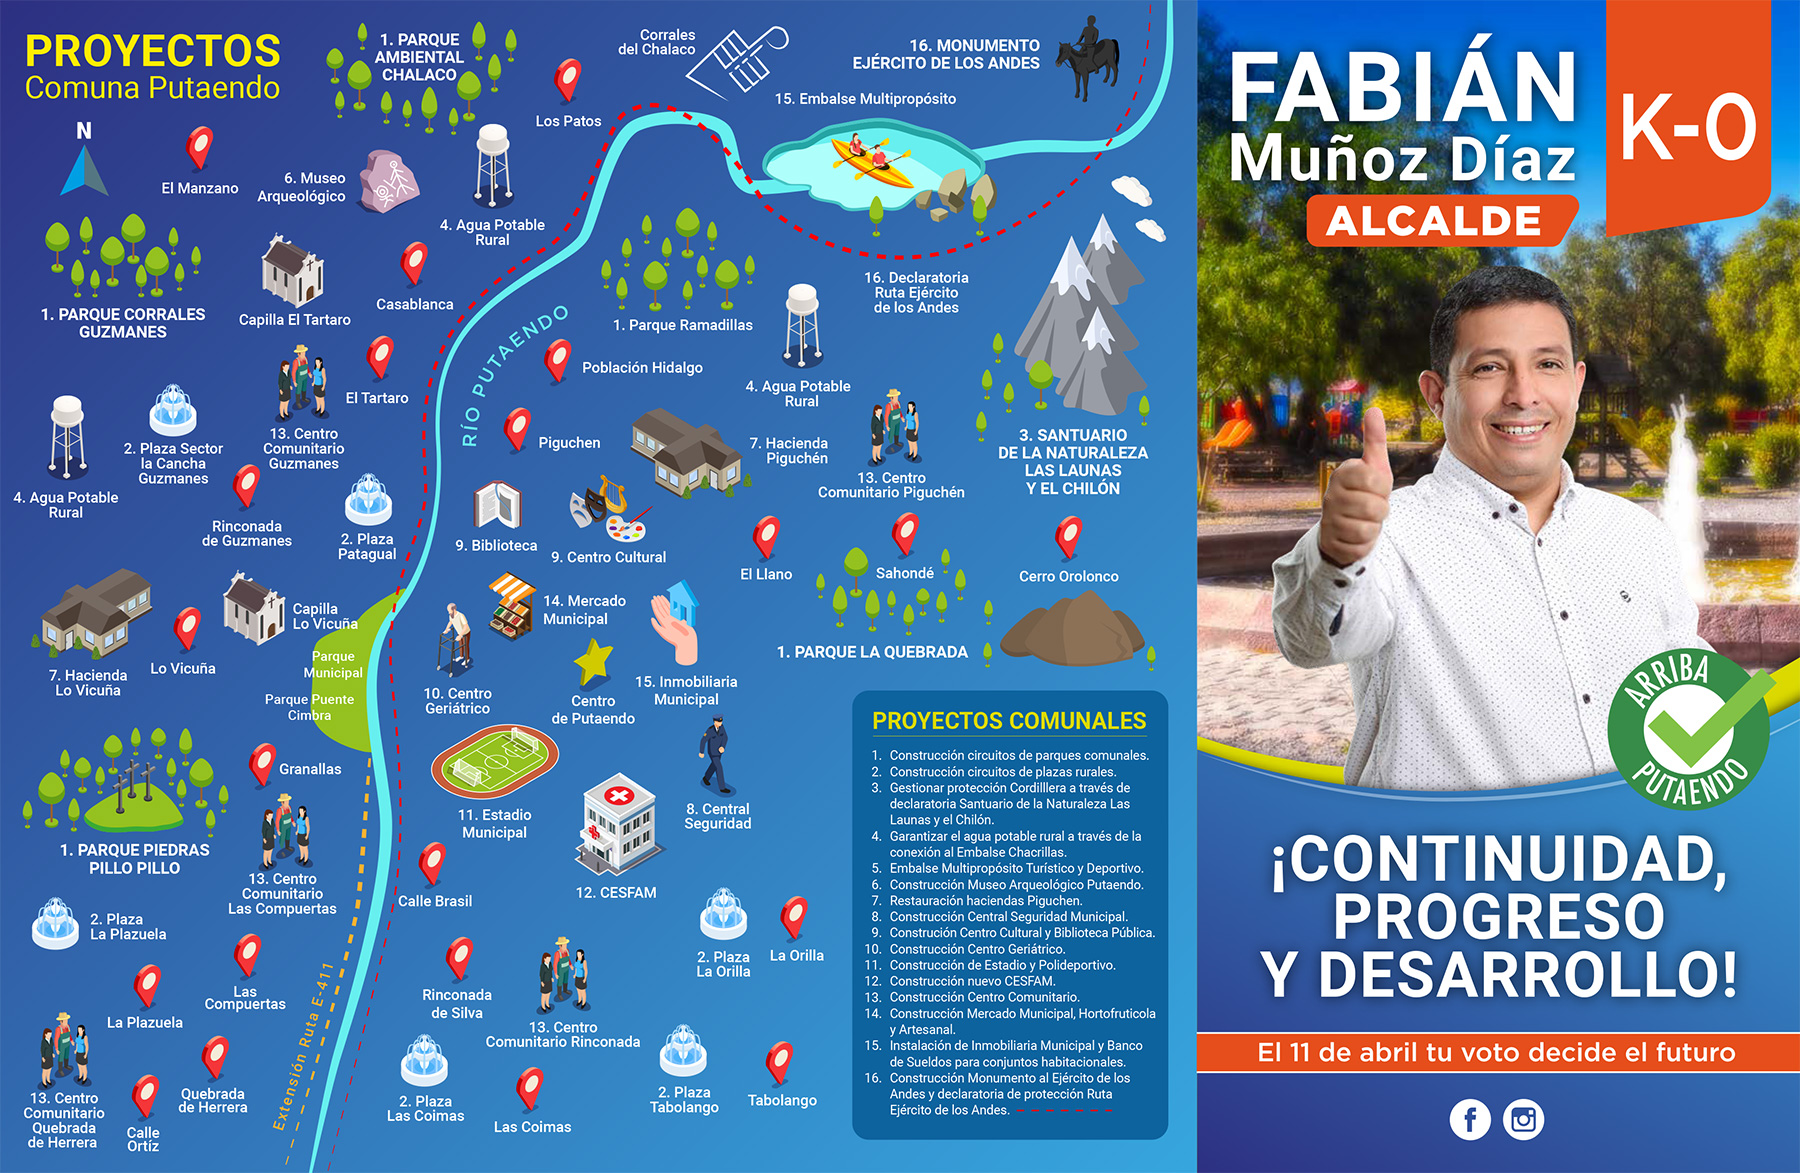 PROYECTOS
Comuna Putaendo
N
1. PARQUE
AMBIENTAL
CHALACO
Los Patos
Corrales
del Chalaco
16. MONUMENTO
EJÉRCITO DE LOS ANDES
15. Embalse Multipropósito
El Manzano
6. Museo
Arqueológico
4. Agua Potable
Rural
1. PARQUE CORRALES
GUZMANES
Capilla El Tartaro
Casablanca
RÍO PUTAENDO
1. Parque Ramadillas
16. Declaratoria
Ruta Ejército
de los Andes
Población Hidalgo
4. Agua Potable
Rural
El Tartaro
4. Agua Potable
Rural
2. Plaza Sector
la Cancha
Guzmanes
13. Centro
Comunitario
Guzmanes
Piguchen
7. Hacienda
Piguchén
13. Centro
Comunitario Piguchén
3. SANTUARIO
DE LA NATURALEZA
LAS LAUNAS
Y EL CHILÓN
Rinconada
de Guzmanes
2. Plaza
Patagual
9. Biblioteca
9. Centro Cultural
El Llano
Sahondé
Cerro Orolonco
7. Hacienda
Lo Vicuña
Lo Vicuña
Capilla
Lo Vicuña
Parque
Municipal
Parque Puente
Cimbra
14. Mercado
Municipal
10. Centro
Geriátrico
Centro
de Putaendo
15. Inmobiliaria
Municipal
1. PARQUE LA QUEBRADA
1. PARQUE PIEDRAS
PILLO PILLO
Granallas
11. Estadio
Municipal
12. CESFAM
8. Central
Seguridad
13. Centro
Comunitario
Las Compuertas
Calle Brasil
2. Plaza
La Plazuela
Las
Compuertas
La Plazuela
Extensión Ruta E-411
Rinconada
de Silva
13. Centro
Comunitario Rinconada
2. Plaza
La Orilla
La Orilla
13. Centro
Comunitario
Quebrada
de Herrera
Calle
Ortíz
Quebrada
de Herrera
2. Plaza
Las Coimas
Las Coimas
2. Plaza
Tabolango
Tabolango
PROYECTOS COMUNALES
1. Construcción circuitos de parques comunales.
2. Construcción circuitos de plazas rurales.
3. Gestionar protección Cordilllera a través de
declaratoria Santuario de la Naturaleza Las
Launas y el Chilón.
4. Garantizar el agua potable rural a través de la
conexión al Embalse Chacrillas.
5. Embalse Multipropósito Turístico y Deportivo.
6. Construcción Museo Arqueológico Putaendo.
7. Restauración haciendas Piguchen.
8. Construcción Central Seguridad Municipal.
9. Construción Centro Cultural y Biblioteca Pública.
10. Construcción Centro Geriátrico.
11. Construcción de Estadio y Polideportivo.
12. Construcción nuevo CESFAM.
13. Construcción Centro Comunitario.
14. Construcción Mercado Municipal, Hortofruticola
y Artesanal.
15. Instalación de Inmobiliaria Municipal y Banco
de Sueldos para conjuntos habitacionales.
16. Construcción Monumento al Ejército de los
Andes y declaratoria de protección Ruta
Ejército de los Andes.
FABIÁN
Muñoz Díaz
ALCALDE
K-0
ARRIBA
PUTAENDO
¡CONTINUIDAD,
PROGRESO
Y DESARROLLO!
El 11 de abril tu voto decide el futuro